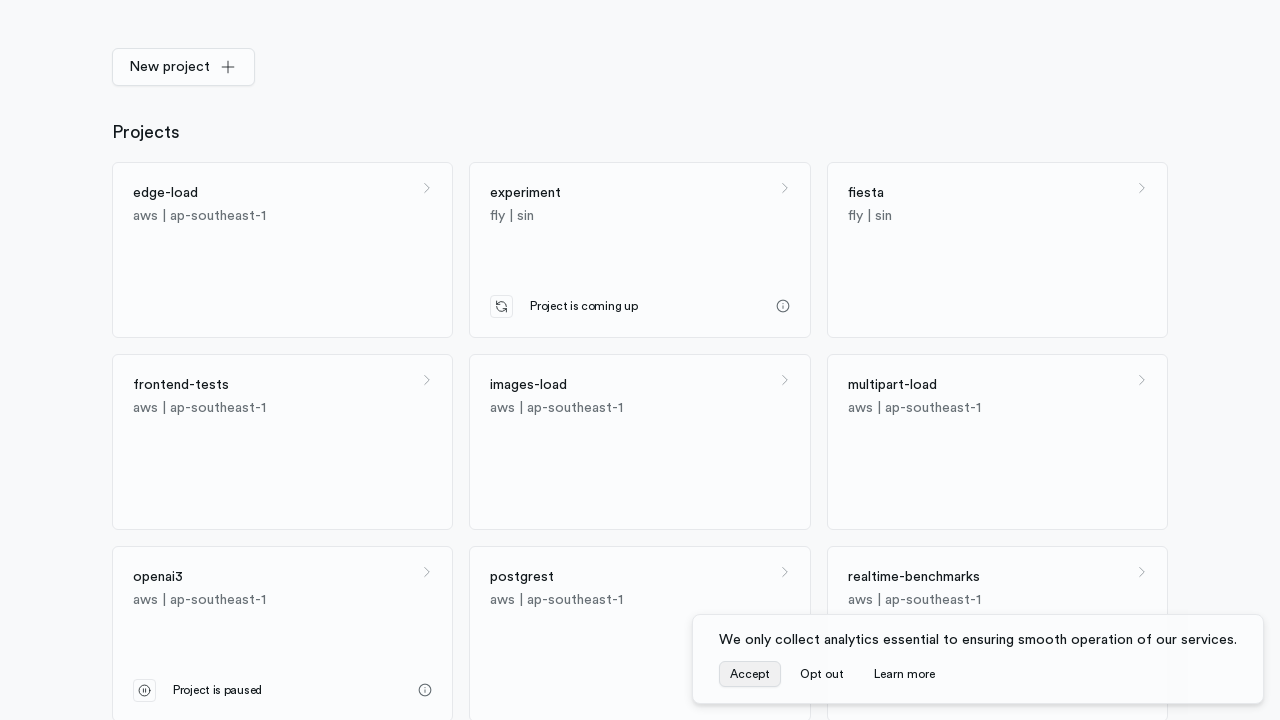 New project
Projects
edge-load
aws | ap-southeast-1
experiment
fly | sin
Project is coming up
fiesta
fly | sin
frontend-tests
aws | ap-southeast-1
images-load
aws | ap-southeast-1
multipart-load
aws | ap-southeast-1
openai3
aws | ap-southeast-1
Project is paused
postgrest
aws | ap-southeast-1
realtime-benchmarks
aws | ap-southeast-1
We only collect analytics essential to ensuring smooth operation of our services.
Accept Opt out Learn more